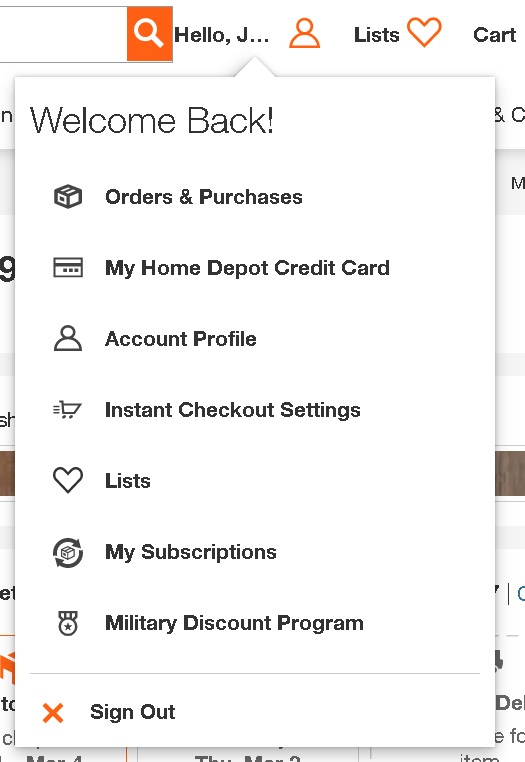 Hello, J... Lists Cart
Welcome Back!
& C
Orders & Purchases
My Home Depot Credit Card
Account Profile
Instant Checkout Settings
Lists
My Subscriptions
Military Discount Program
Sign Out